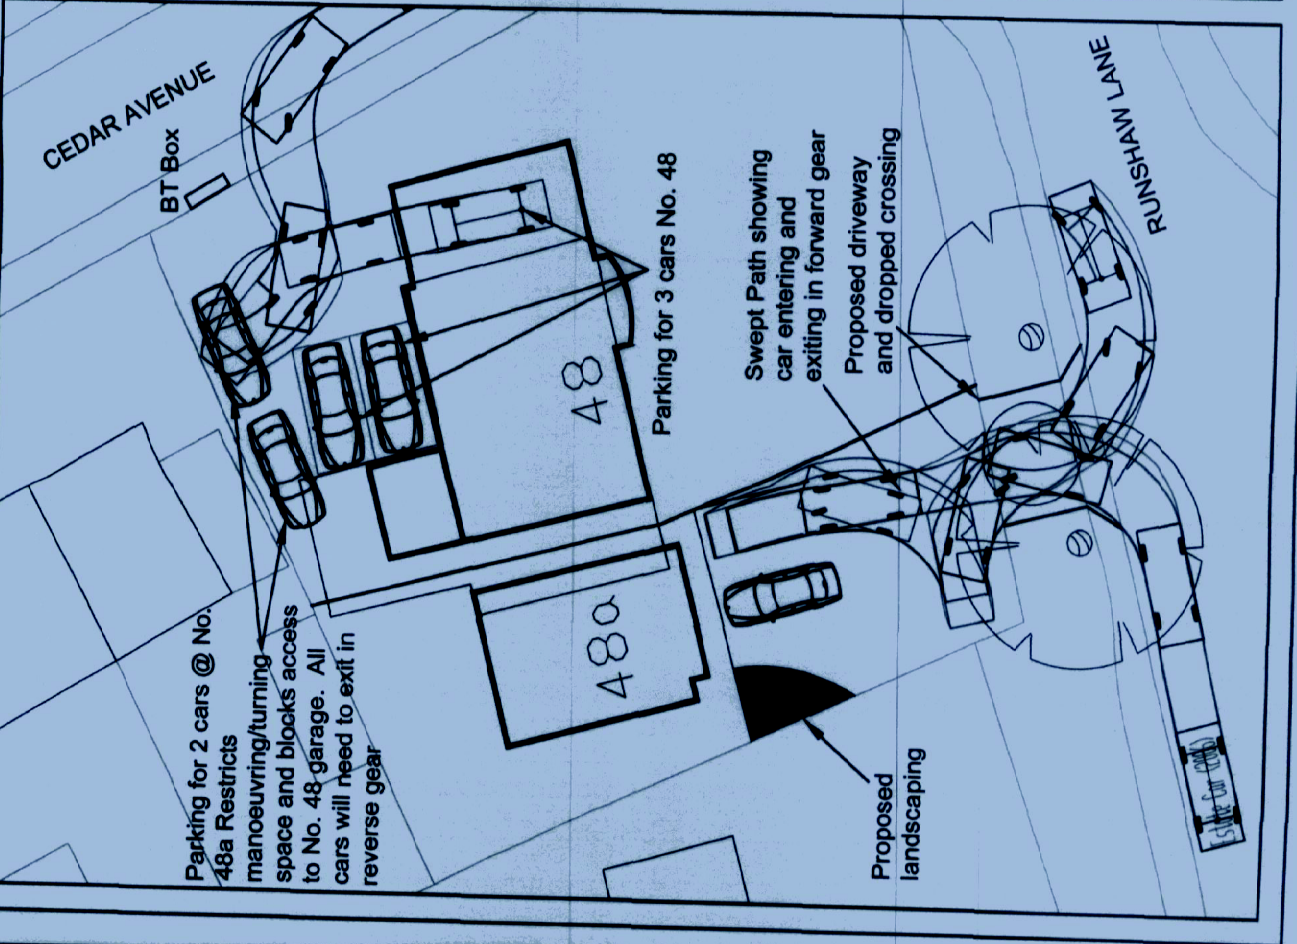 CEDAR AVENUE
BT Box
RUNSHAW LANE
Parking for 3 cars No. 48
Swept Path showing
car entering and
exiting in forward gear
Proposed driveway
and dropped crossing
48
48a
Parking for 2 cars @ No.
48a Restricts
manoeuvring/turning
space and blocks access
to No. 48 garage. All
cars will need to exit in
reverse gear
Proposed
landscaping
Estate Car